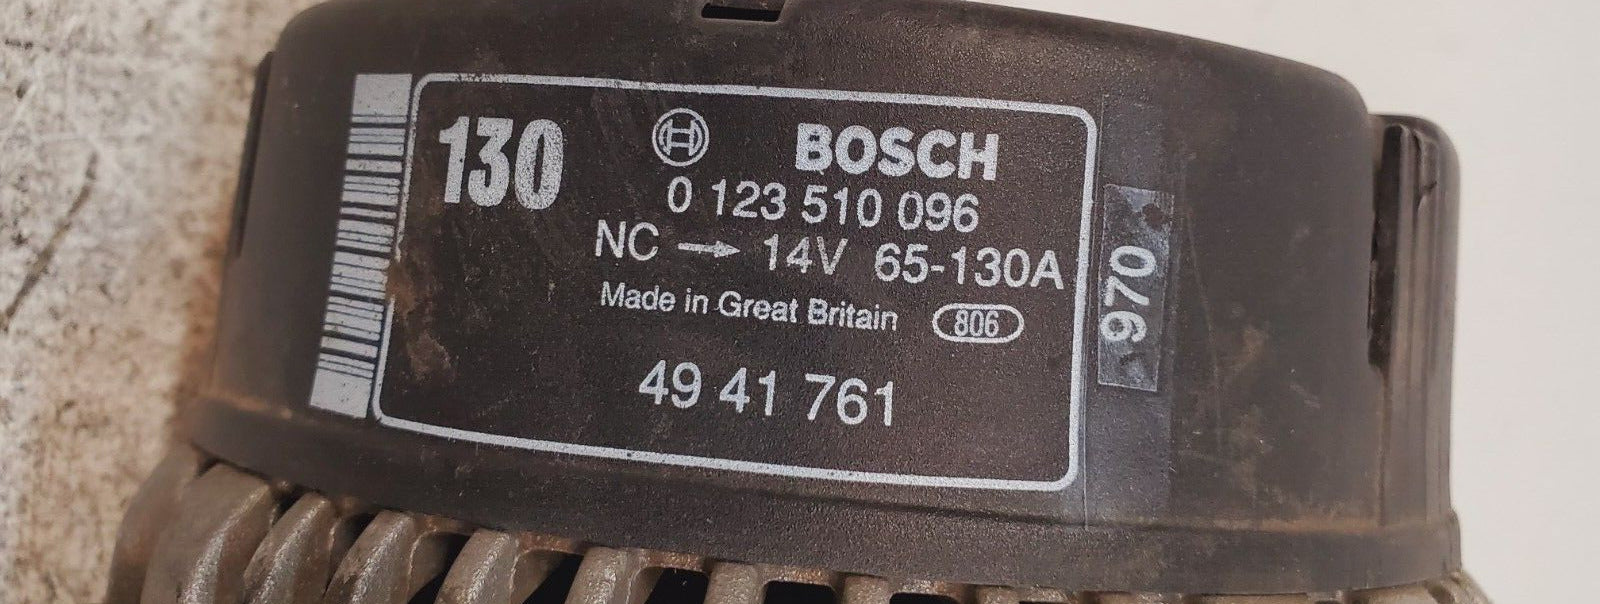 130
BOSCH
0 123 510 096
NC → 14V 65-130A
Made in Great Britain 806
49 41 761
970